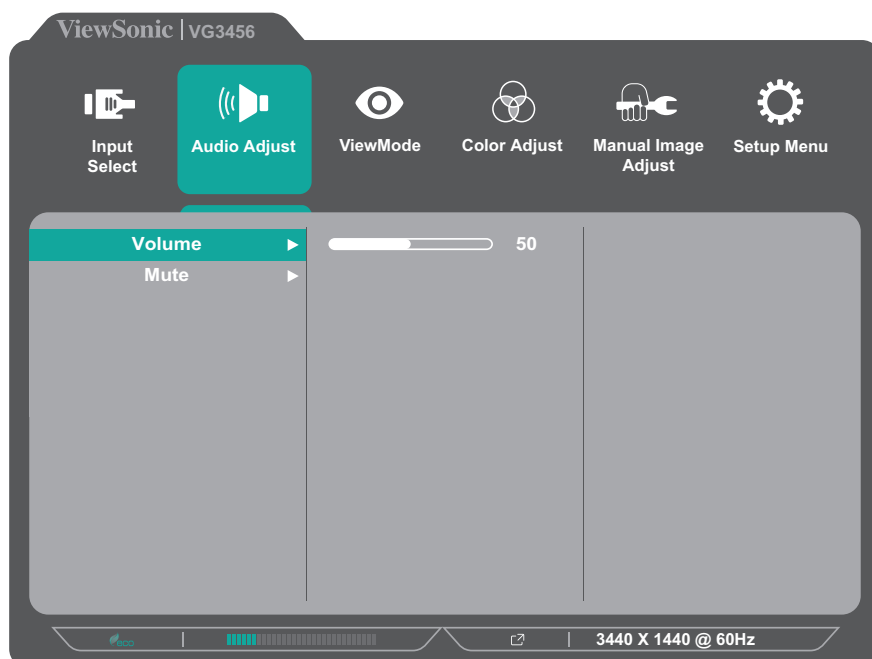 ViewSonic | VG3456
Input
Select
Audio Adjust
ViewMode
Color Adjust
Manual Image
Adjust
Setup Menu
Volume
50
Mute
eco
3440 X 1440 @ 60Hz